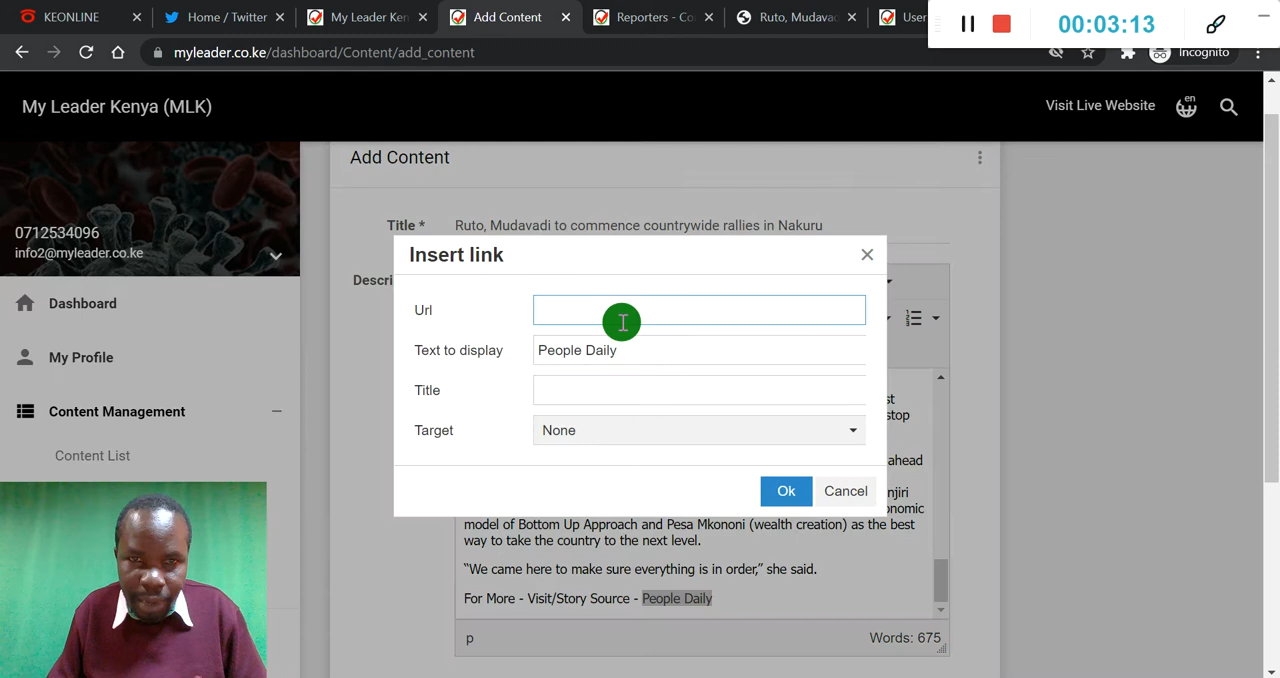 KEONLINE
Home / Twitter
My Leader Ken
Add Content
Reporters - Co
Ruto, Mudavad
User
00:03:13
myleader.co.ke/dashboard/Content/add_content
Incognito
My Leader Kenya (MLK)
Visit Live Website
en
Add Content
0712534096
info2@myleader.co.ke
Dashboard
My Profile
Content Management
Content List
Title *
Ruto, Mudavadi to commence countrywide rallies in Nakuru
Descri
Insert link
Url
Text to display
People Daily
Title
Target
None
Ok
Cancel
st
stop
ahead
njiri
onomic
model of Bottom Up Approach and Pesa Mkononi (wealth creation) as the best
way to take the country to the next level.
“We came here to make sure everything is in order,” she said.
For More - Visit/Story Source - People Daily
p
Words: 675